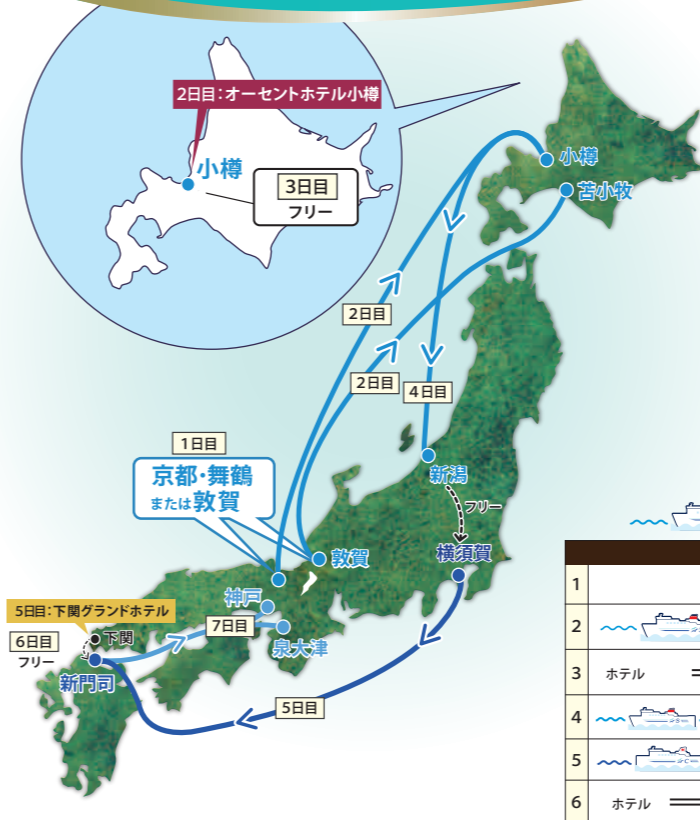 2日目:オーセントホテル小樽
小樽
3日目
フリー
小樽
苫小牧
2日目
2日目
4日目
1日目
京都・舞鶴
または敦賀
新潟
フリー
敦賀
横須賀
神戸
5日目:下関グランドホテル
7日目
下関
6日目
フリー
泉大津
新門司
5日目
1
2
3 ホテル
4
5
6 ホテル